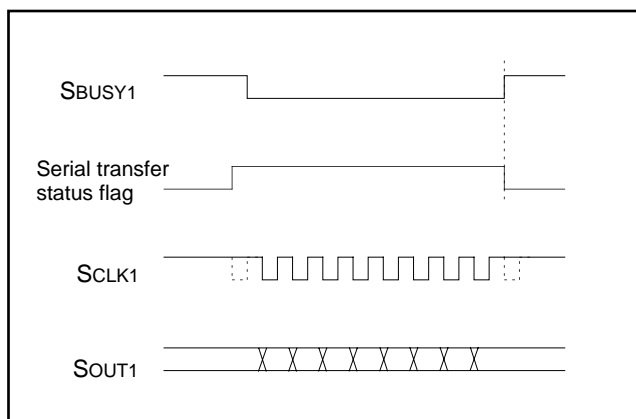 SBUSY1
Serial transfer
status flag
SCLK1
SOUT1